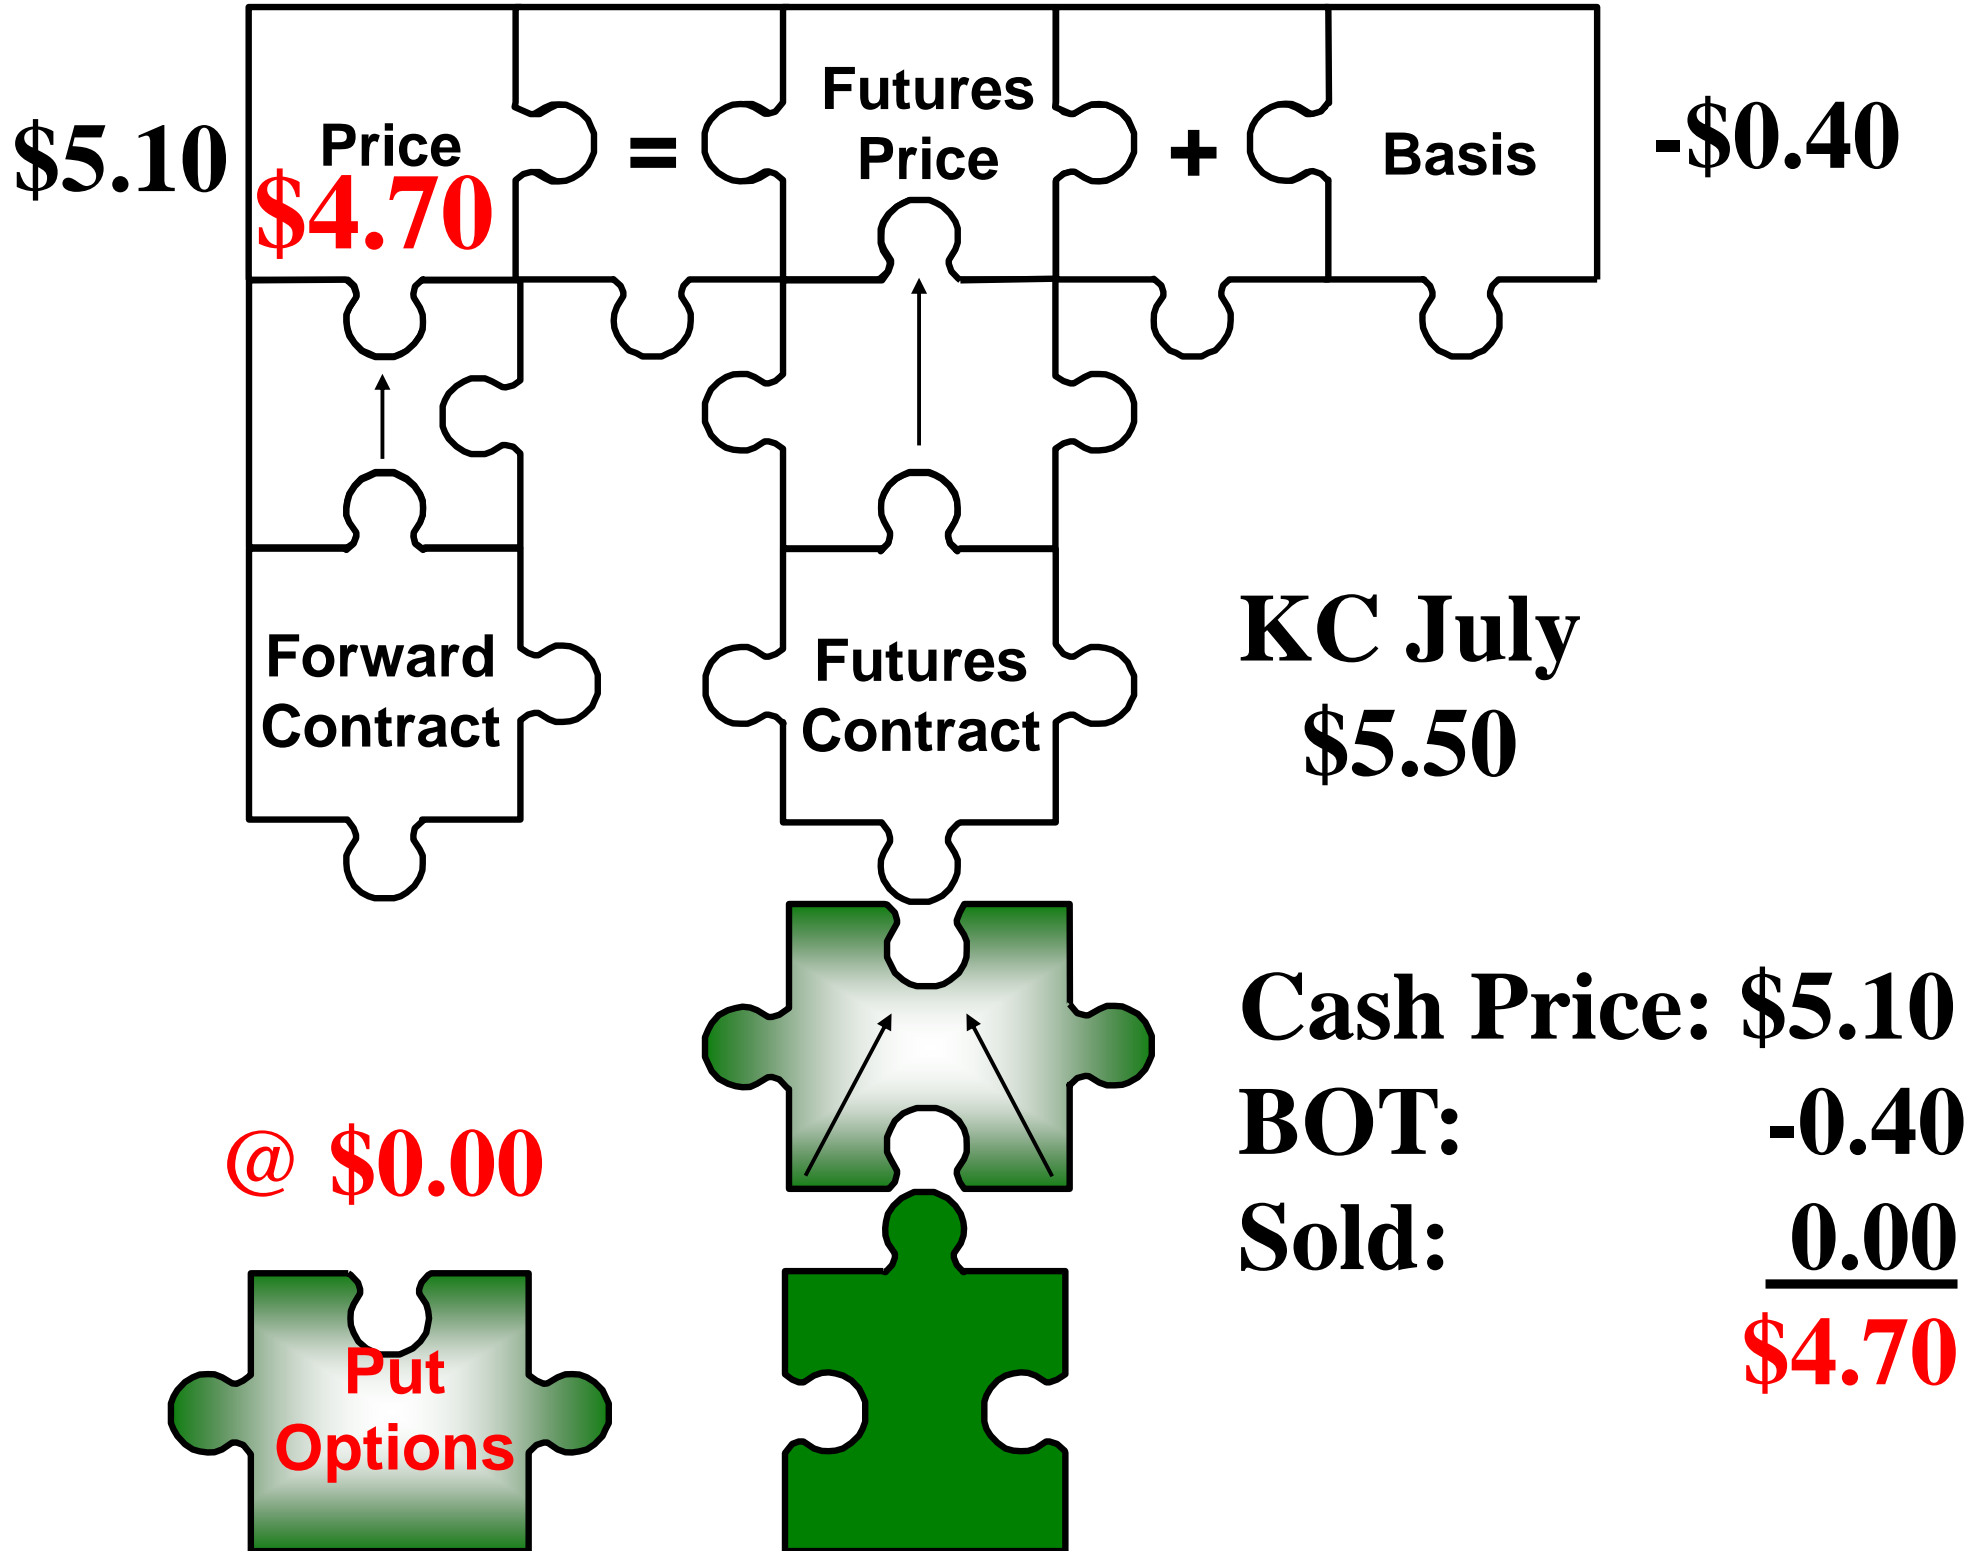 $5.10
Price
$4.70
=
Futures
Price
+
Basis
-$0.40
Forward
Contract
Futures
Contract
KC July
$5.50
@ $0.00
Put
Options
Cash Price: $5.10
BOT: -0.40
Sold: 0.00
$4.70